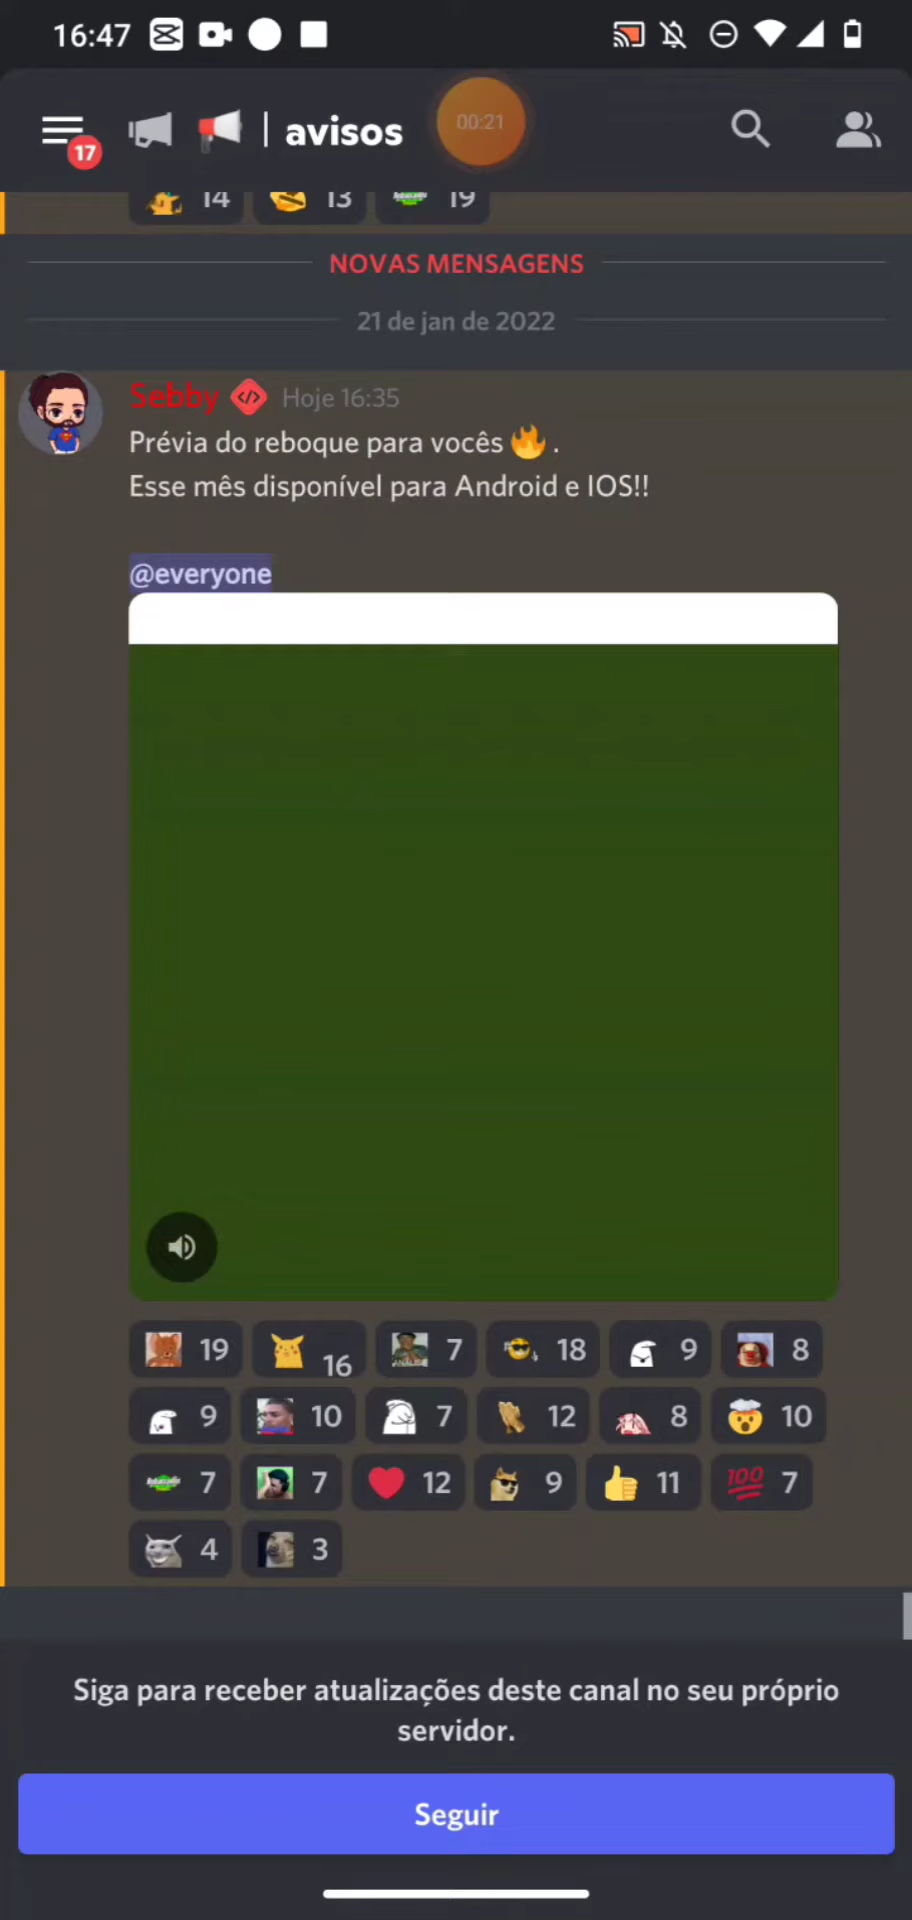 16:47
17 | avisos 00:21
14 13 19
NOVAS MENSAGENS
21 de jan de 2022
Sebby </> Hoje 16:35
Prévia do reboque para vocês 🔥.
Esse mês disponível para Android e IOS!!
@everyone
19 16 7 18 9 8
9 10 7 12 8 10
7 7 12 9 11 100 7
4 3
Siga para receber atualizações deste canal no seu próprio
servidor.
Seguir